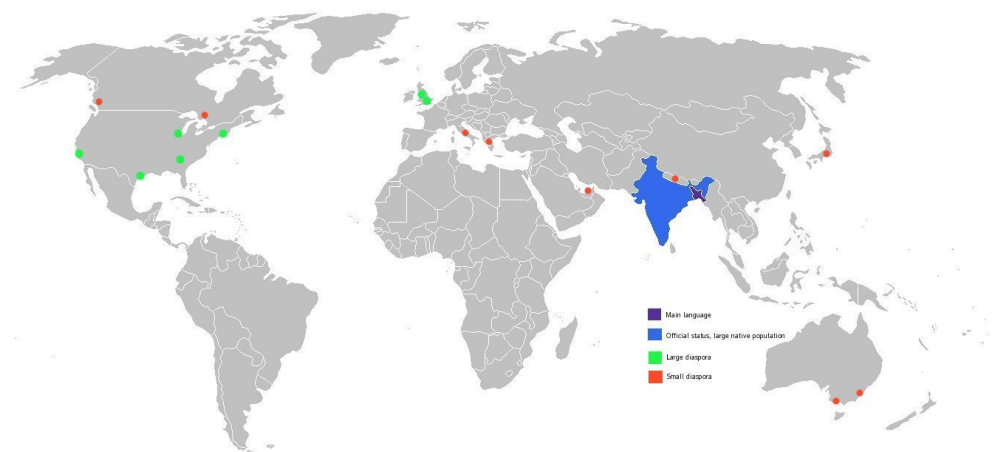 Main language
Official status, large native population
Large diaspora
Small diaspora